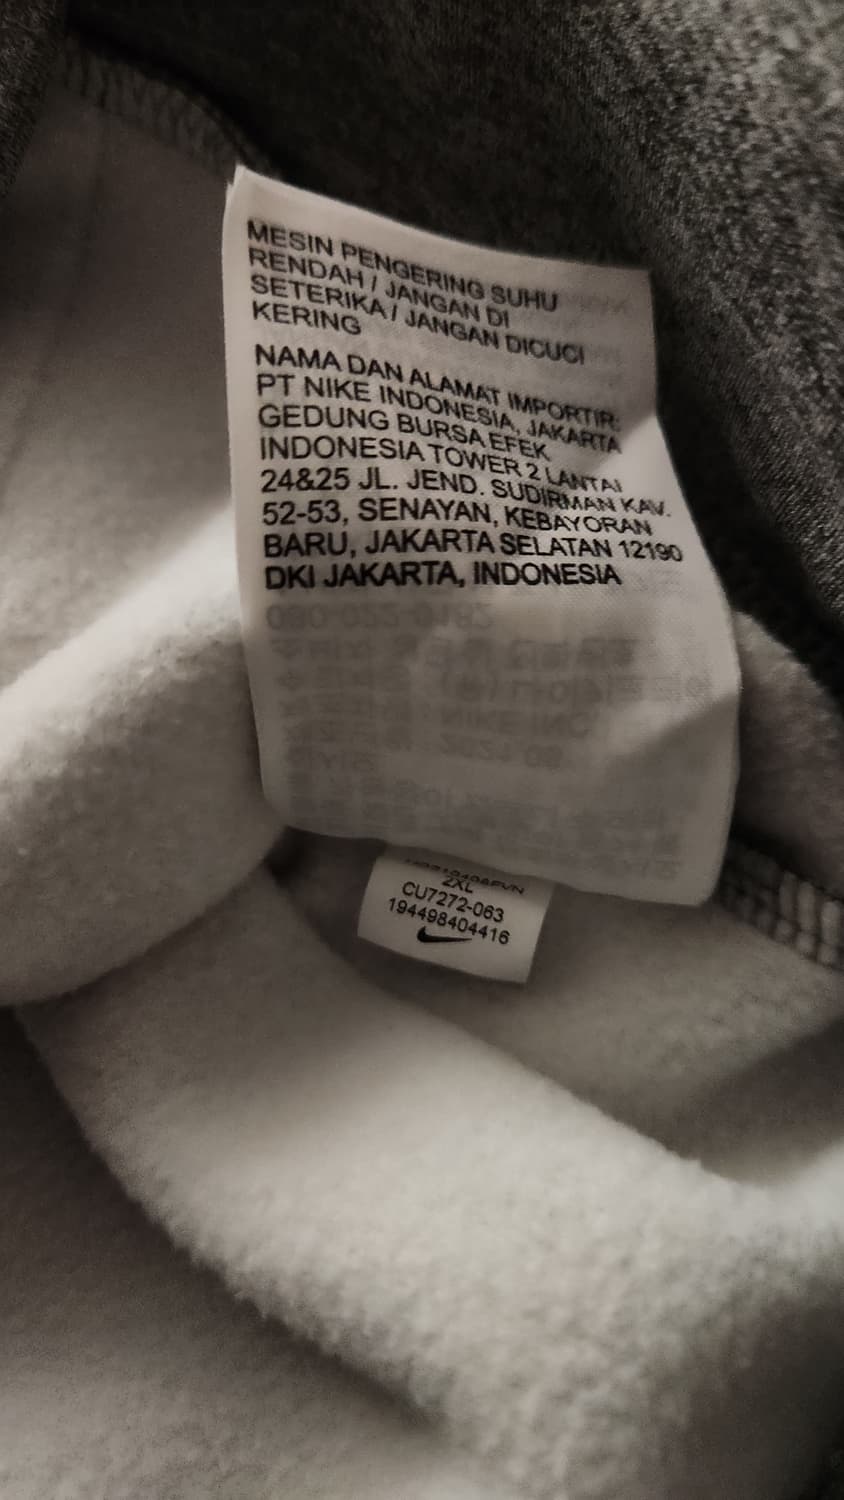 MESIN PENGERING SUHU
RENDAH / JANGAN DI
SETERIKA / JANGAN DICUCI
KERING
NAMA DAN ALAMAT IMPORTIR:
PT NIKE INDONESIA, JAKARTA
GEDUNG BURSA EFEK
INDONESIA TOWER 2 LANTAI
24&25 JL. JEND. SUDIRMAN KAV.
52-53, SENAYAN, KEBAYORAN
BARU, JAKARTA SELATAN 12190
DKI JAKARTA, INDONESIA
2XL
CU7272-063
194498404416